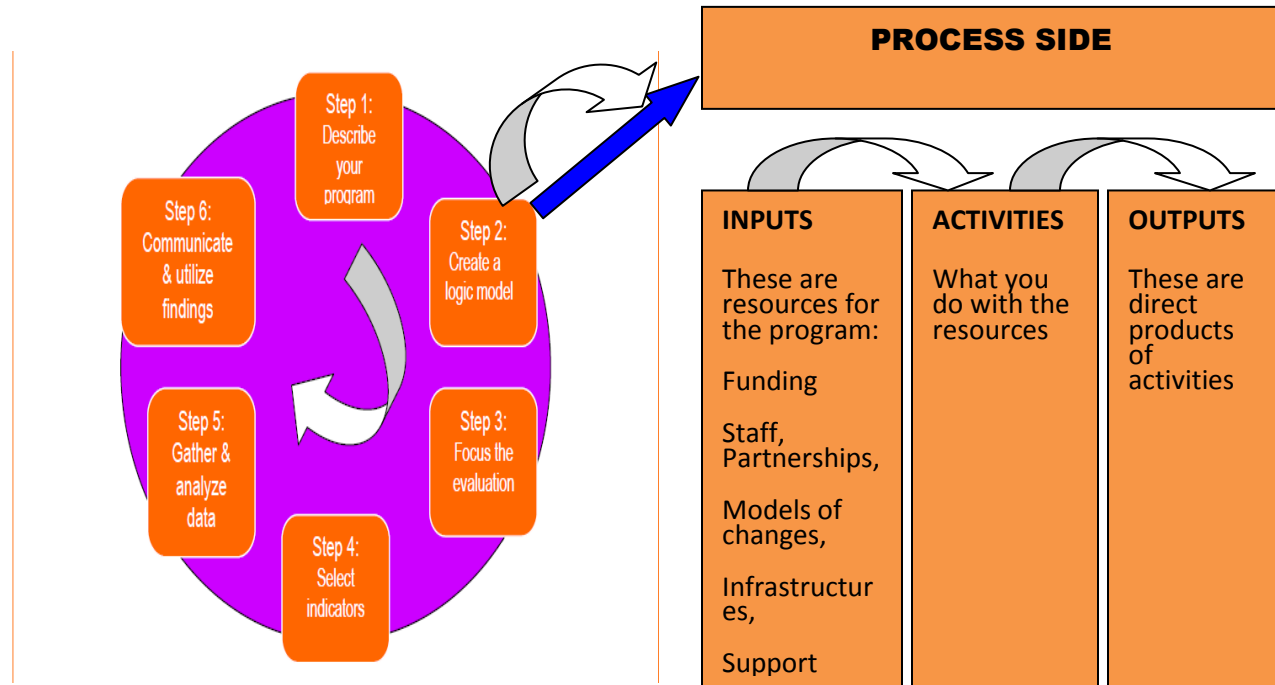 Step 1:
Describe
your
program
Step 2:
Create a
logic model
Step 3:
Focus the
evaluation
Step 4:
Select
indicators
Step 5:
Gather &
analyze
data
Step 6:
Communicate
& utilize
findings
PROCESS SIDE
INPUTS
These are
resources for
the program:
Funding
Staff,
Partnerships,
Models of
changes,
Infrastructur
es,
Support
ACTIVITIES
What you
do with the
resources
OUTPUTS
These are
direct
products
of
activities